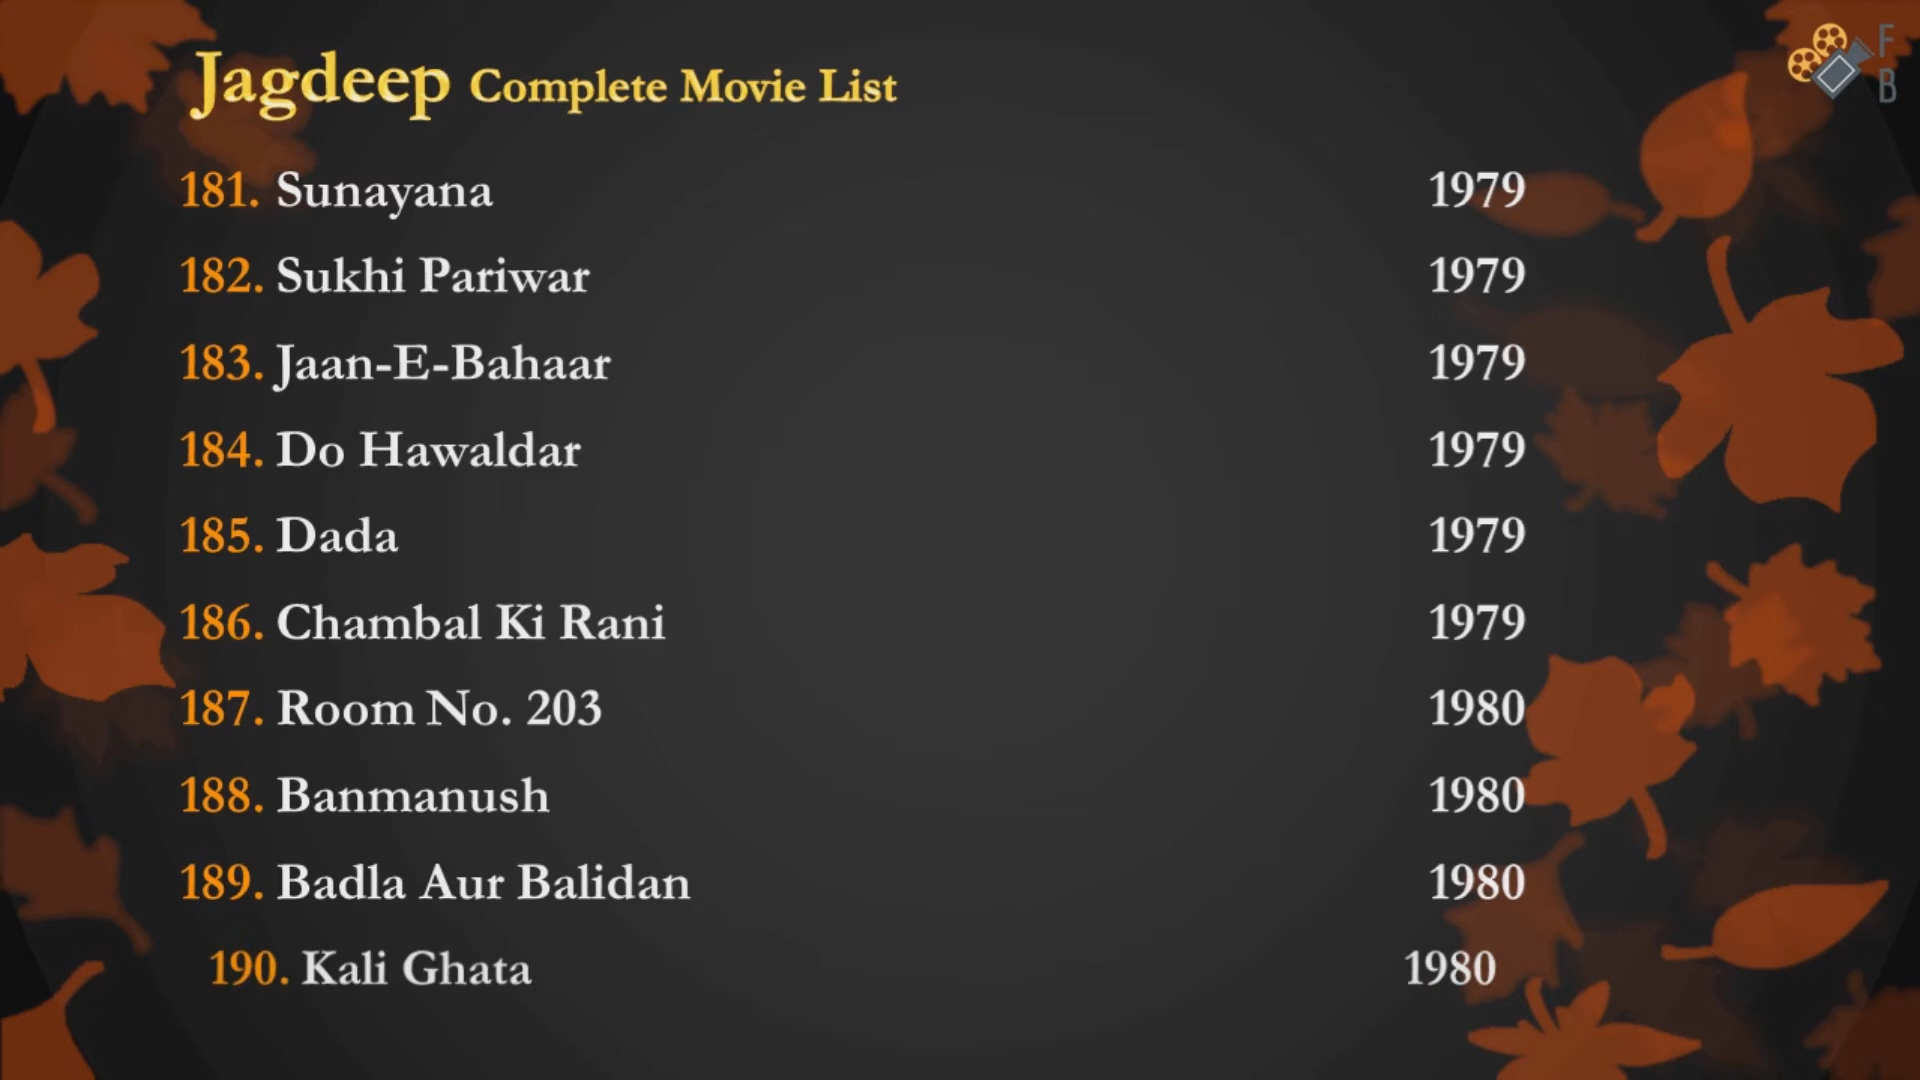 Jagdeep Complete Movie List
F
B
181. Sunayana 1979
182. Sukhi Pariwar 1979
183. Jaan-E-Bahaar 1979
184. Do Hawaldar 1979
185. Dada 1979
186. Chambal Ki Rani 1979
187. Room No. 203 1980
188. Banmanush 1980
189. Badla Aur Balidan 1980
190. Kali Ghata 1980